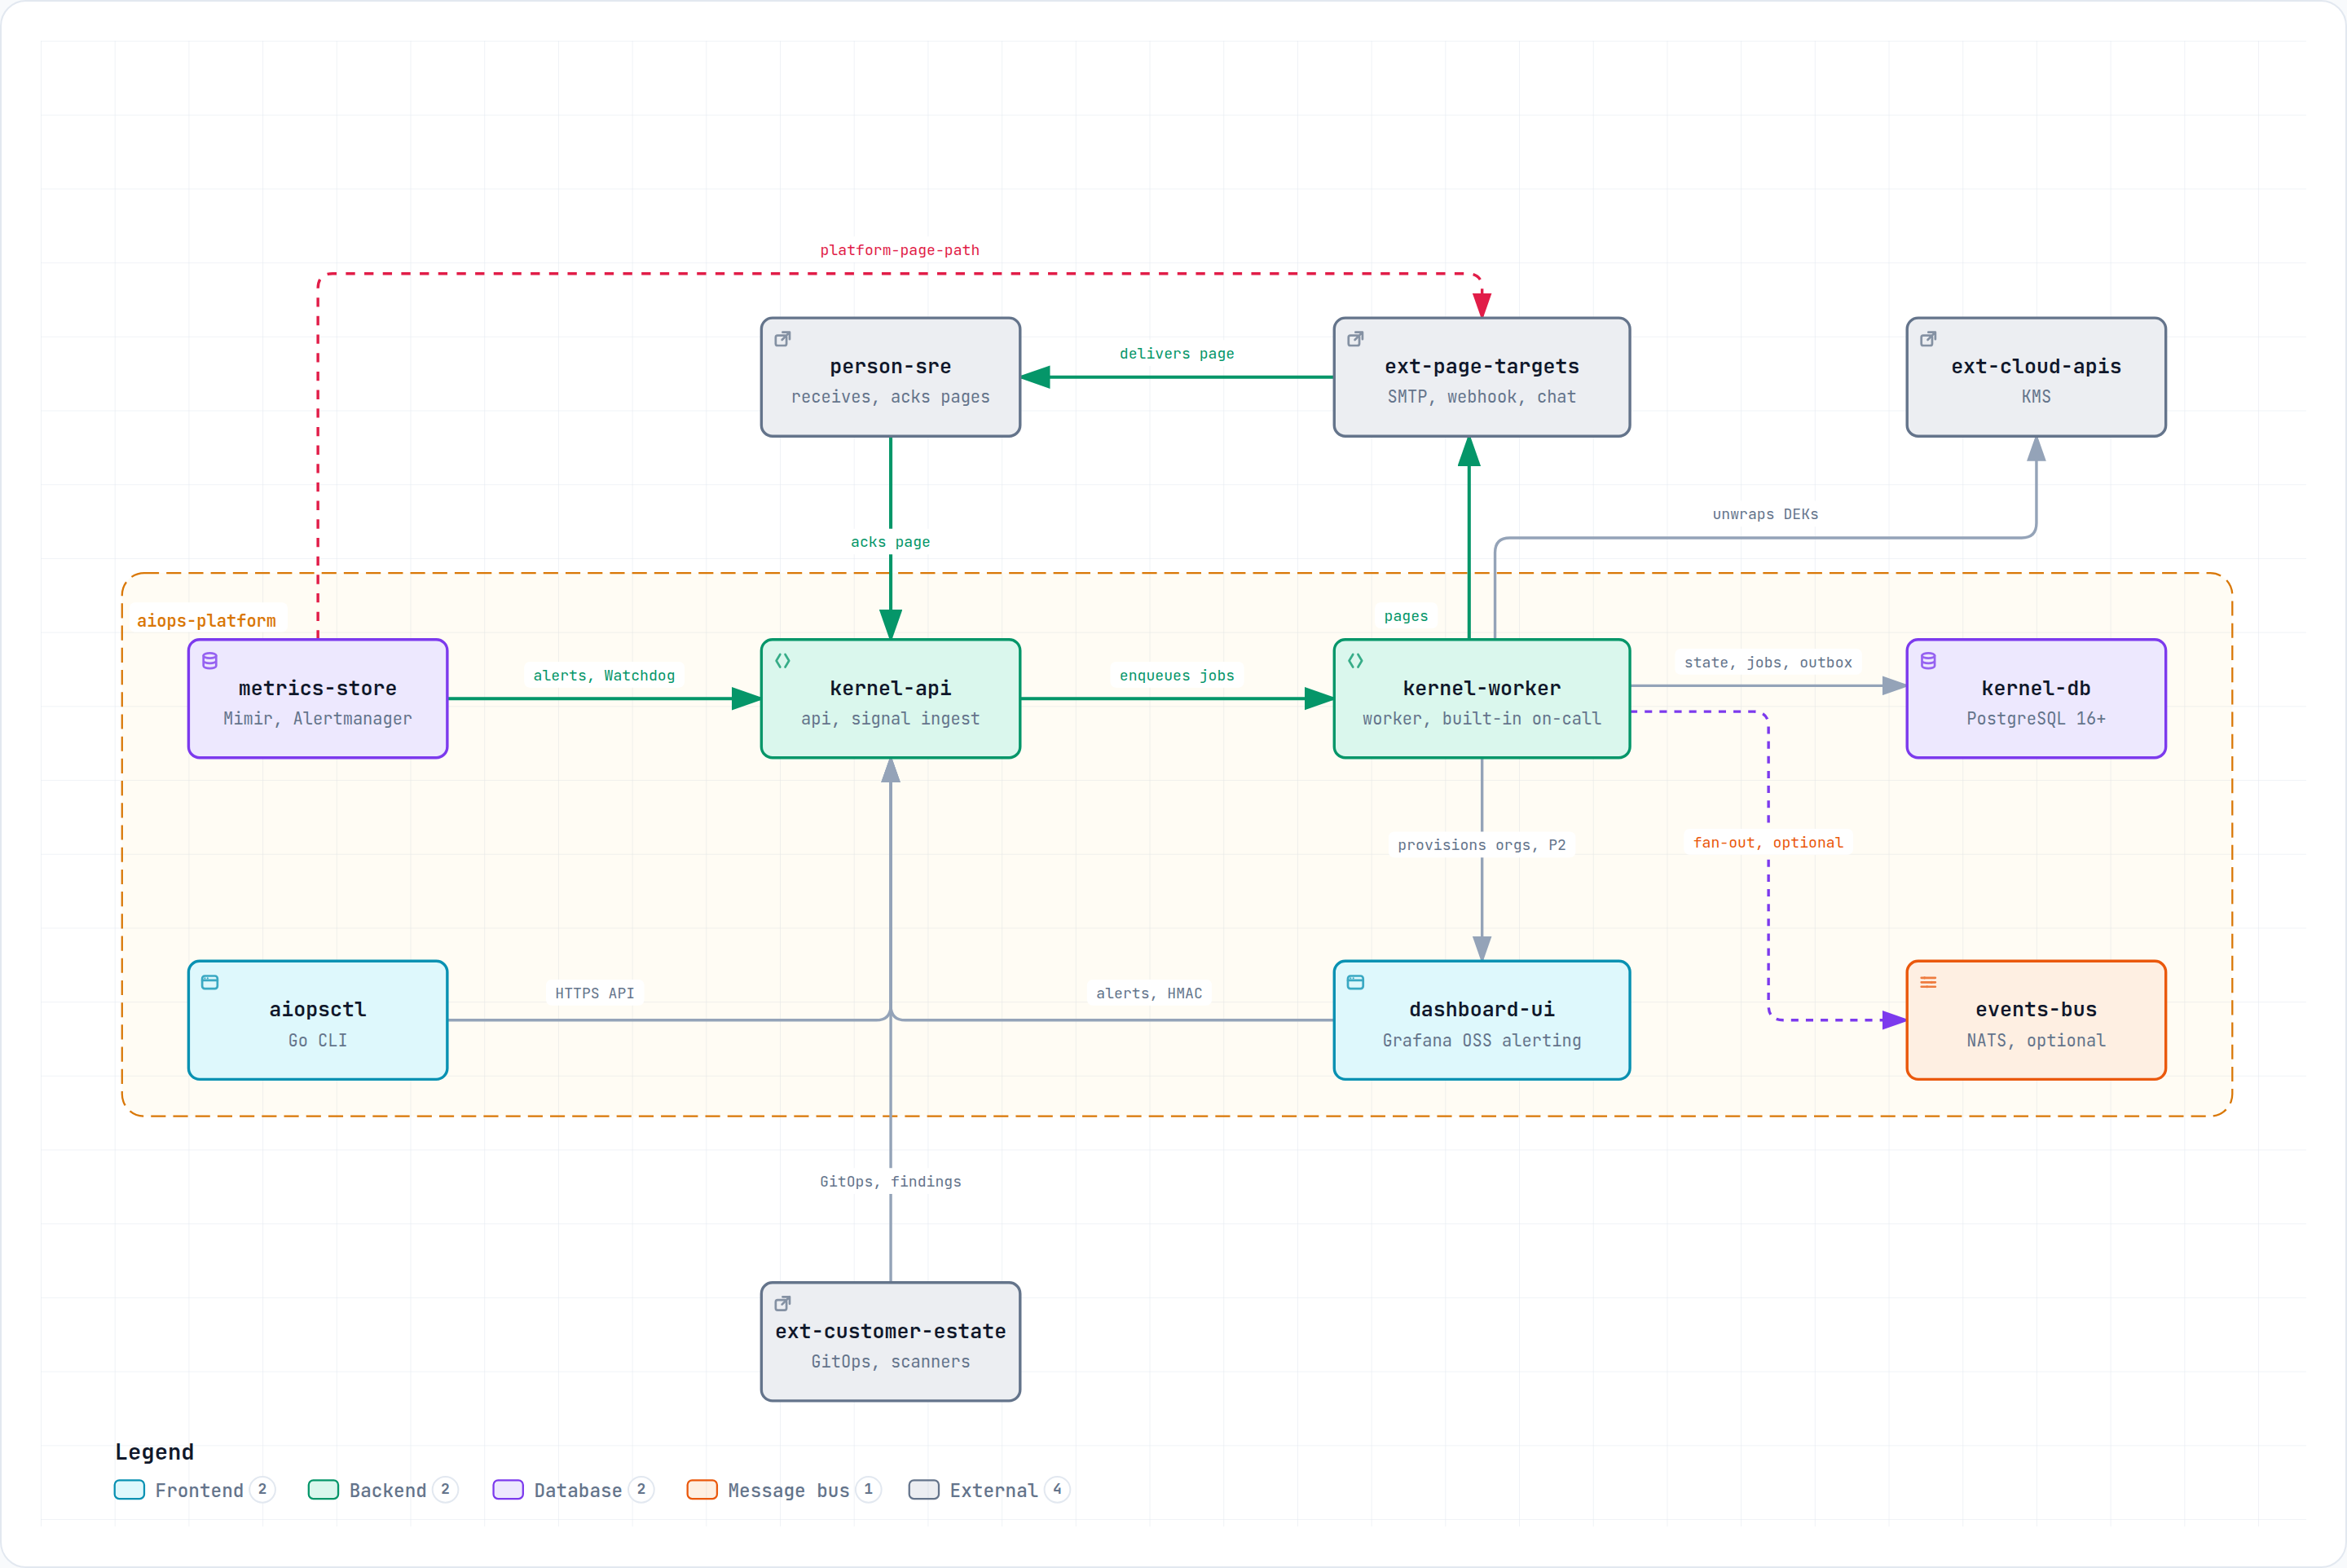 platform-page-path
person-sre
receives, acks pages
delivers page
ext-page-targets
SMTP, webhook, chat
ext-cloud-apis
KMS
unwraps DEKs
acks page
aiops-platform
pages
metrics-store
Mimir, Alertmanager
alerts, Watchdog
kernel-api
api, signal ingest
enqueues jobs
kernel-worker
worker, built-in on-call
state, jobs, outbox
kernel-db
PostgreSQL 16+
provisions orgs, P2
fan-out, optional
aiopsctl
Go CLI
HTTPS API
alerts, HMAC
dashboard-ui
Grafana OSS alerting
events-bus
NATS, optional
GitOps, findings
ext-customer-estate
GitOps, scanners
Legend
Frontend 2 Backend 2 Database 2 Message bus 1 External 4